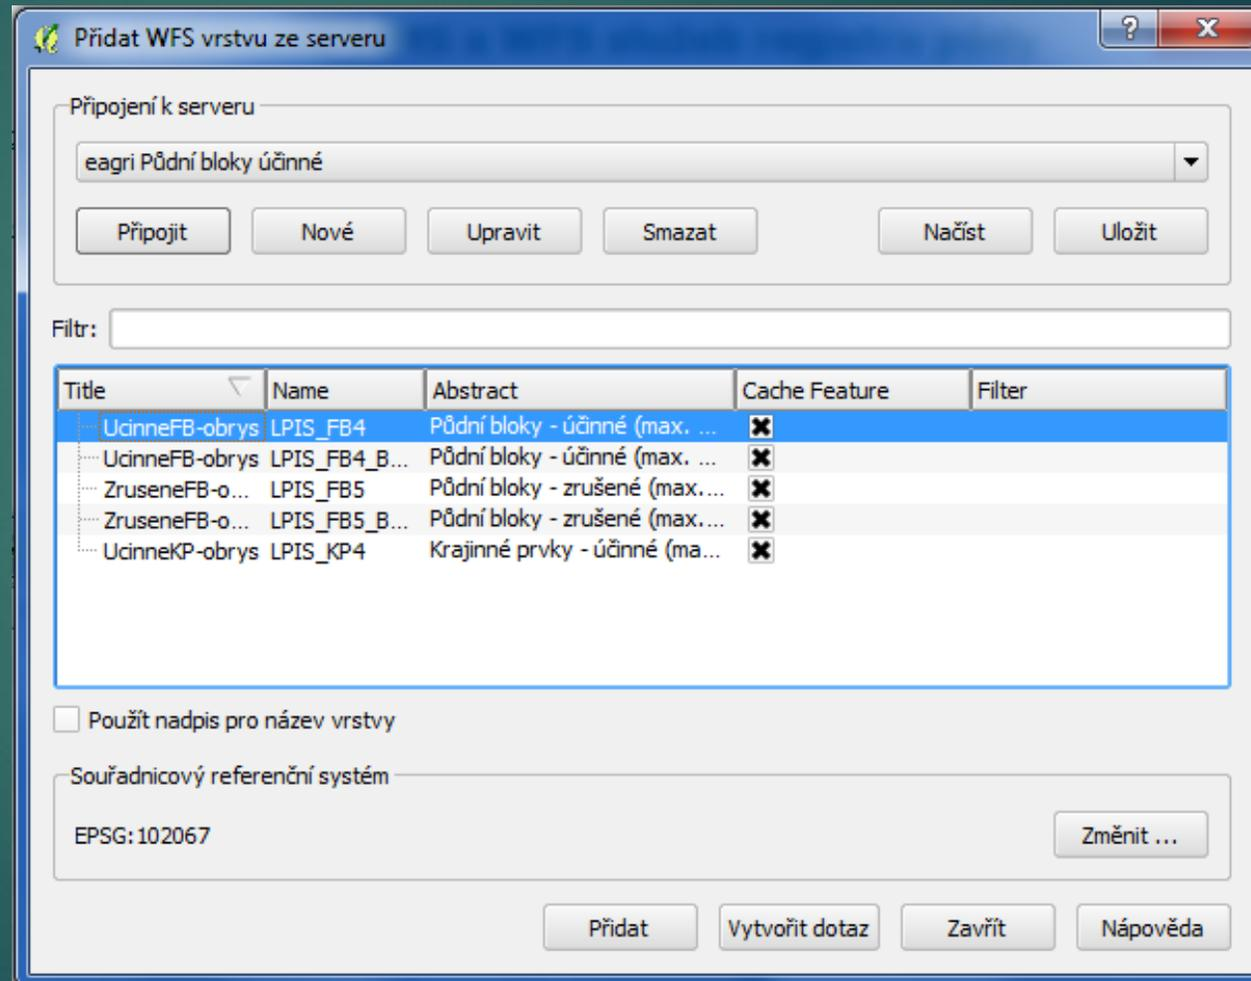 Přidat WFS vrstvu ze serveru
Připojení k serveru
eagri Půdní bloky účinné
Připojit Nové Upravit Smazat Načíst Uložit
Filtr:
Title Name Abstract Cache Feature Filter
UcinneFB-obrys LPIS_FB4 Půdní bloky - účinné (max. ...
UcinneFB-obrys LPIS_FB4_B... Půdní bloky - účinné (max. ...
ZruseneFB-o... LPIS_FB5 Půdní bloky - zrušené (max. ...
ZruseneFB-o... LPIS_FB5_B... Půdní bloky - zrušené (max. ...
UcinneKP-obrys LPIS_KP4 Krajinné prvky - účinné (ma...
Použít nadpis pro název vrstvy
Souřadnicový referenční systém
EPSG:102067 Změnit ...
Přidat Vytvořit dotaz Zavřít Nápověda